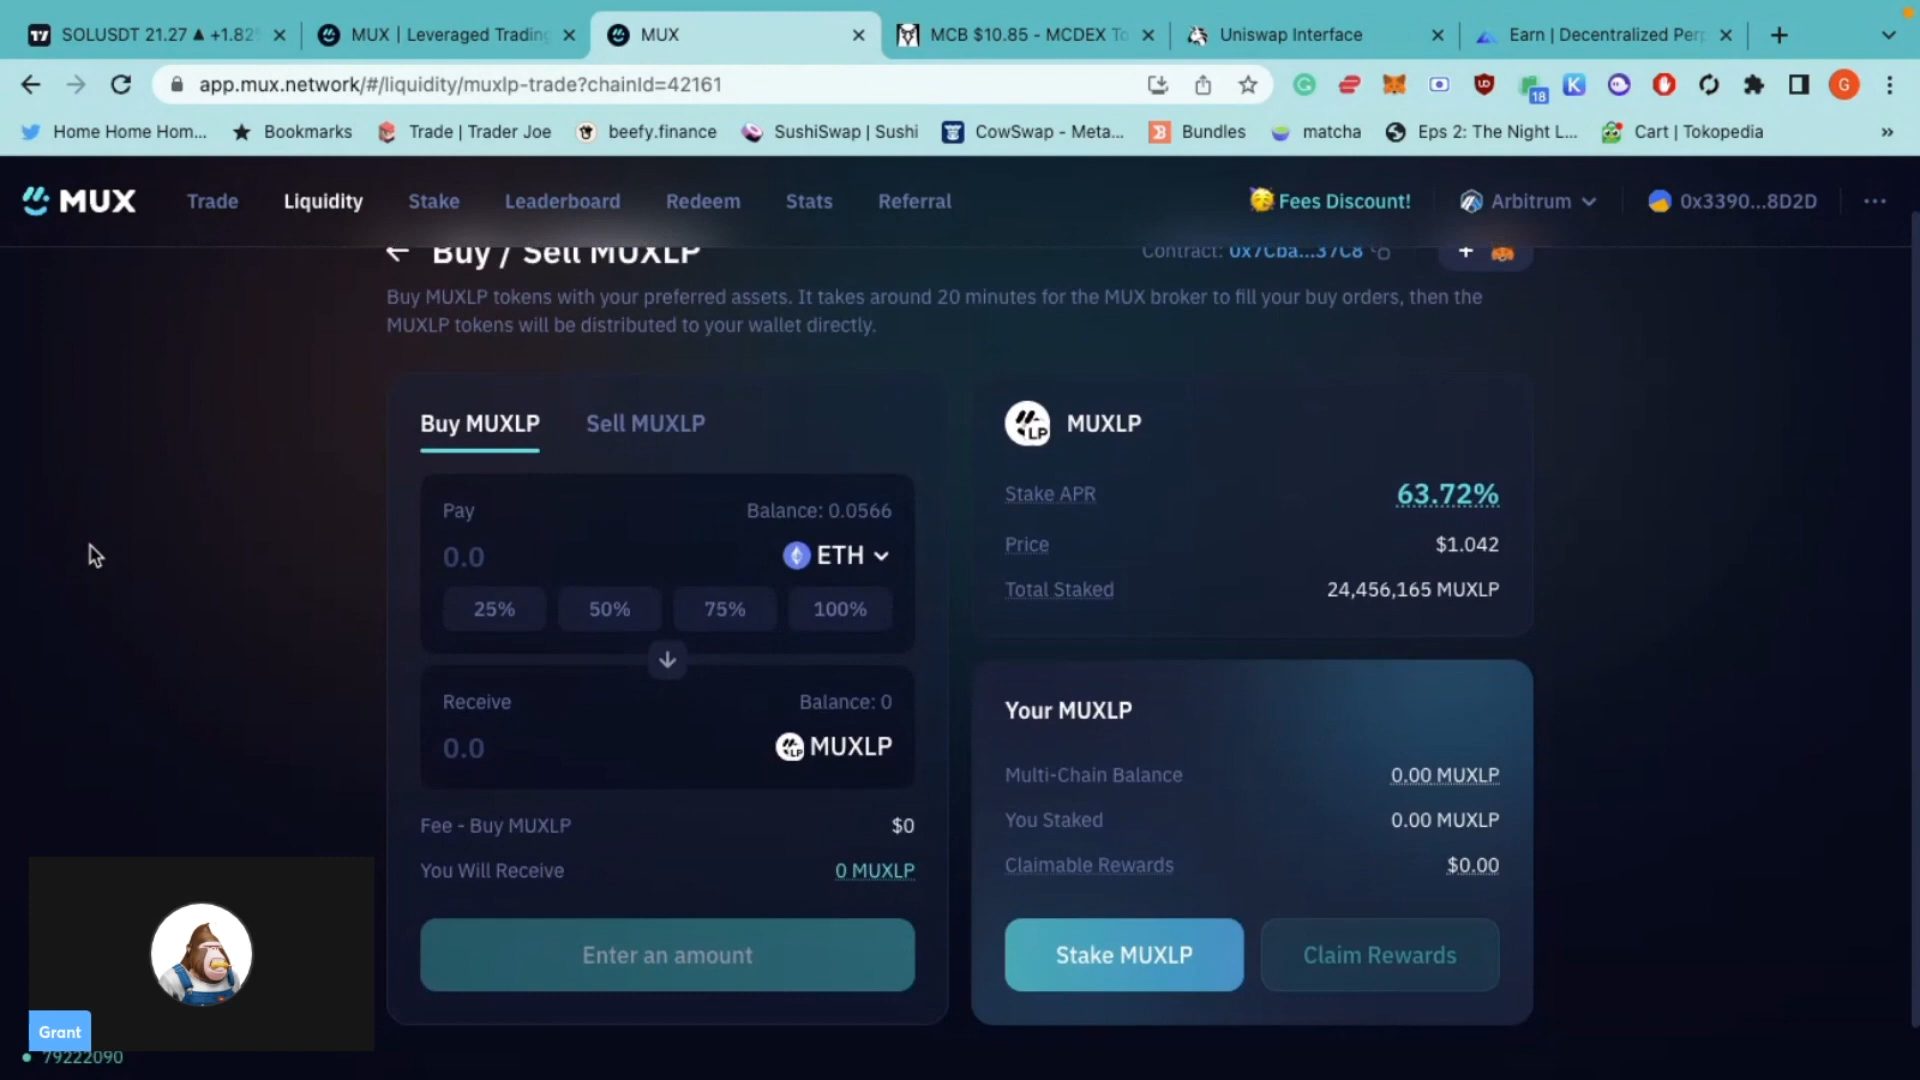 SOLUSDT 21.27 ▲ +1.82%
MUX | Leveraged Trading
MUX
MCB $10.85 - MCDEX To
Uniswap Interface
Earn | Decentralized Perp
app.mux.network/#/liquidity/muxlp-trade?chainId=42161
18
G
Home Home Hom...
Bookmarks
Trade | Trader Joe
beefy.finance
SushiSwap | Sushi
CowSwap - Meta...
Bundles
matcha
Eps 2: The Night L...
Cart | Tokopedia
»
MUX
Trade
Liquidity
Stake
Leaderboard
Redeem
Stats
Referral
Fees Discount!
Arbitrum
0x3390...8D2D
Buy / Sell MUXLP
Contract: 0x7Cba...37C8
Buy MUXLP tokens with your preferred assets. It takes around 20 minutes for the MUX broker to fill your buy orders, then the
MUXLP tokens will be distributed to your wallet directly.
Buy MUXLP
Sell MUXLP
Pay
Balance: 0.0566
0.0
ETH
25%
50%
75%
100%
Receive
Balance: 0
0.0
MUXLP
Fee - Buy MUXLP
$0
You Will Receive
0 MUXLP
Enter an amount
LP
MUXLP
Stake APR
63.72%
Price
$1.042
Total Staked
24,456,165 MUXLP
Your MUXLP
Multi-Chain Balance
0.00 MUXLP
You Staked
0.00 MUXLP
Claimable Rewards
$0.00
Stake MUXLP
Claim Rewards
Grant
79222090